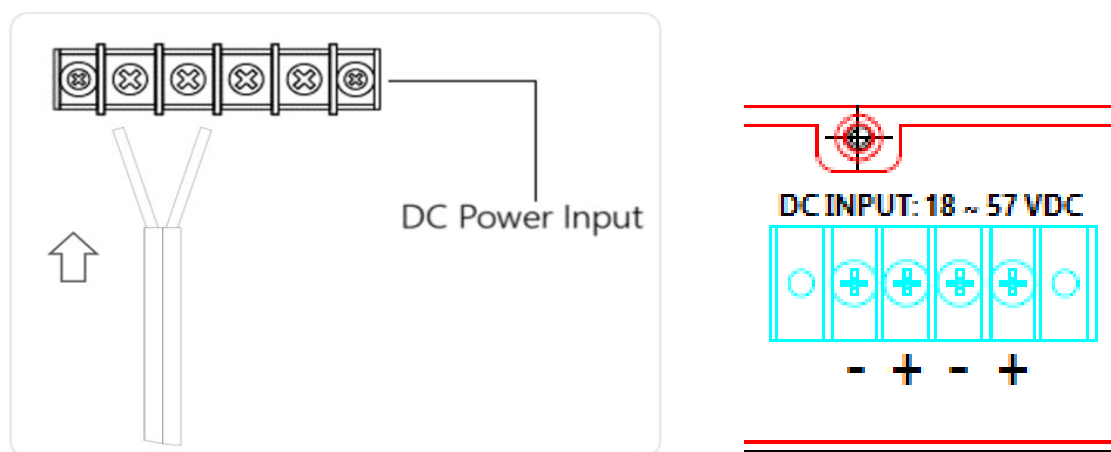 DC Power Input
DC INPUT: 18 ~ 57 VDC
- + - +